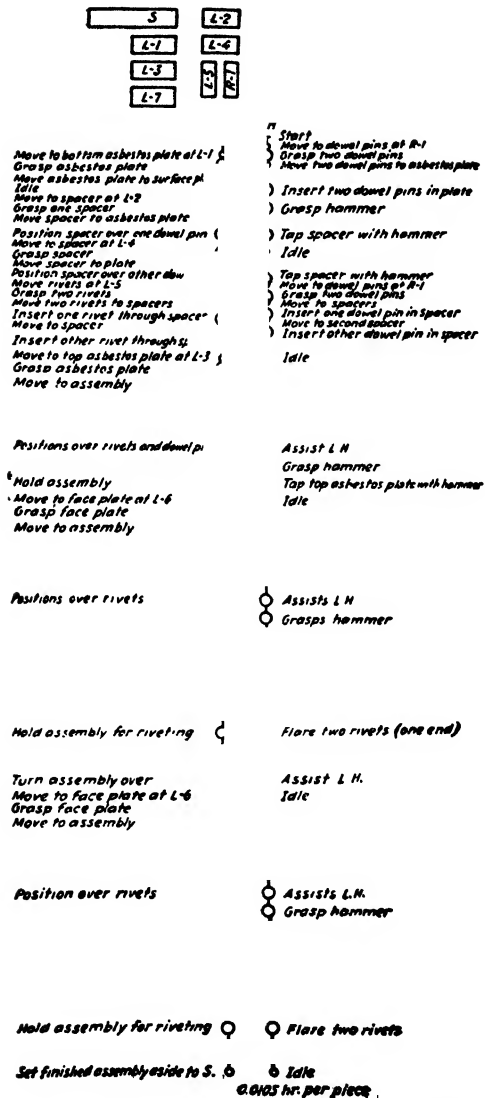 S L-2
L-1 L-4
L-3 L-5 R-1
L-7
Start
Move to dowel pins at R-1
Move to bottom asbestos plate at L-1 Grasp two dowel pins
Grasp asbestos plate Move two dowel pins to asbestos plate
Move asbestos plate to surface pl
Idle Insert two dowel pins in plate
Move to spacer at L-2
Grasp one spacer Grasp hammer
Move spacer to asbestos plate
Position spacer over one dowel pin Tap spacer with hammer
Move to spacer at L-4
Grasp spacer Idle
Move spacer to plate
Position spacer over other dow Tap spacer with hammer
Move rivets at L-5 Move to dowel pins at R-1
Grasp two rivets Grasp two dowel pins
Move two rivets to spacers Move to spacers
Insert one rivet through spacer Insert one dowel pin in spacer
Move to spacer Move to second spacer
Insert other rivet through sp Insert other dowel pin in spacer
Move to top asbestos plate at L-3 Idle
Grasp asbestos plate
Move to assembly
Positions over rivets and dowel pi Assist L H
Grasp hammer
Hold assembly Tap top asbestos plate with hammer
Move to face plate at L-6 Idle
Grasp face plate
Move to assembly
Positions over rivets Assists L H
Grasps hammer
Hold assembly for riveting Flare two rivets (one end)
Turn assembly over Assist L H.
Move to face plate at L-6 Idle
Grasp face plate
Move to assembly
Position over rivets Assists L.H.
Grasp hammer
Hold assembly for riveting Flare two rivets
Set finished assembly aside to S. Idle
0.0105 hr. per piece